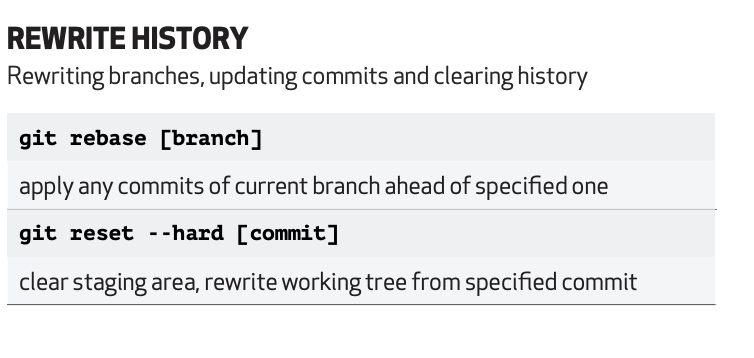 REWRITE HISTORY
Rewriting branches, updating commits and clearing history
git rebase [branch]
apply any commits of current branch ahead of specified one
git reset --hard [commit]
clear staging area, rewrite working tree from specified commit